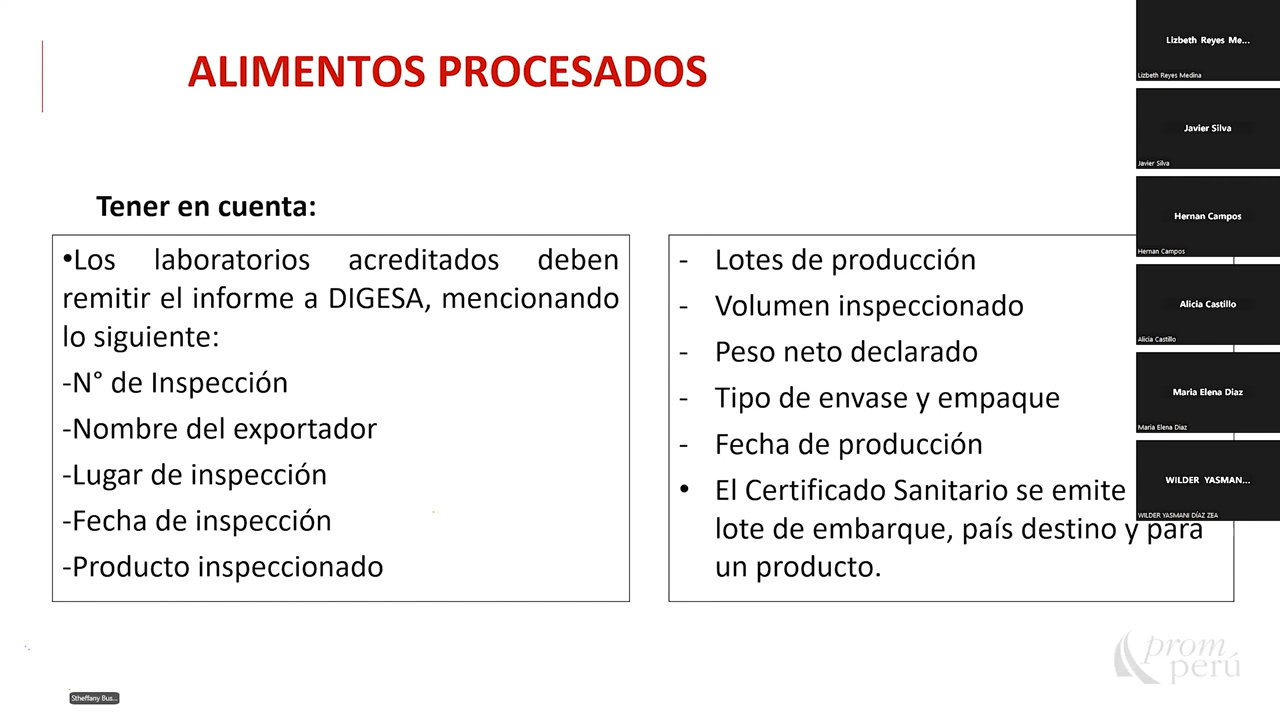 ALIMENTOS PROCESADOS
Tener en cuenta:
•Los laboratorios acreditados deben
remitir el informe a DIGESA, mencionando
lo siguiente:
-N° de Inspección
-Nombre del exportador
-Lugar de inspección
-Fecha de inspección
-Producto inspeccionado
- Lotes de producción
- Volumen inspeccionado
- Peso neto declarado
- Tipo de envase y empaque
- Fecha de producción
• El Certificado Sanitario se emite
lote de embarque, país destino y para
un producto.
Lizbeth Reyes Me...
Lizbeth Reyes Medina
Javier Silva
Javier Silva
Hernan Campos
Hernan Campos
Alicia Castillo
Alicia Castillo
Maria Elena Diaz
Maria Elena Diaz
WILDER YASMAN...
WILDER YASMANI DÍAZ ZEA
prom
perú
Stheffany Bus...